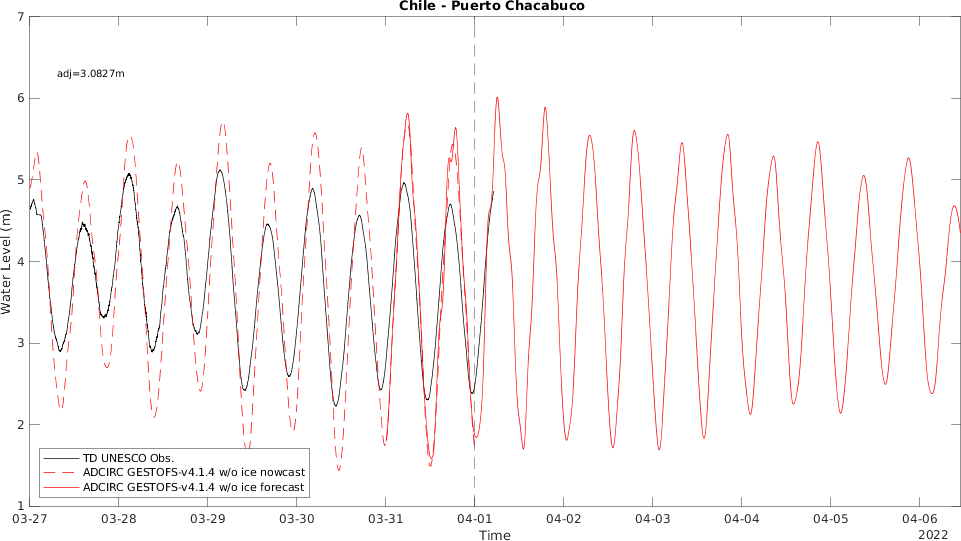 Chile - Puerto Chacabuco
7
adj=3.0827m
6
5
4
3
2
1
Water Level (m)
TD UNESCO Obs.
ADCIRC GESTOFS-v4.1.4 w/o ice nowcast
ADCIRC GESTOFS-v4.1.4 w/o ice forecast
03-27 03-28 03-29 03-30 03-31 04-01 04-02 04-03 04-04 04-05 04-06
Time
2022